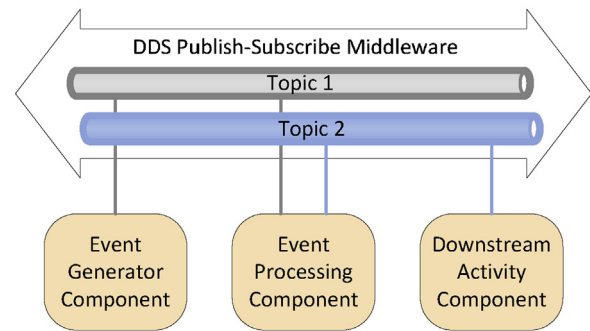 DDS Publish-Subscribe Middleware
Topic 1
Topic 2
Event
Generator
Component
Event
Processing
Component
Downstream
Activity
Component